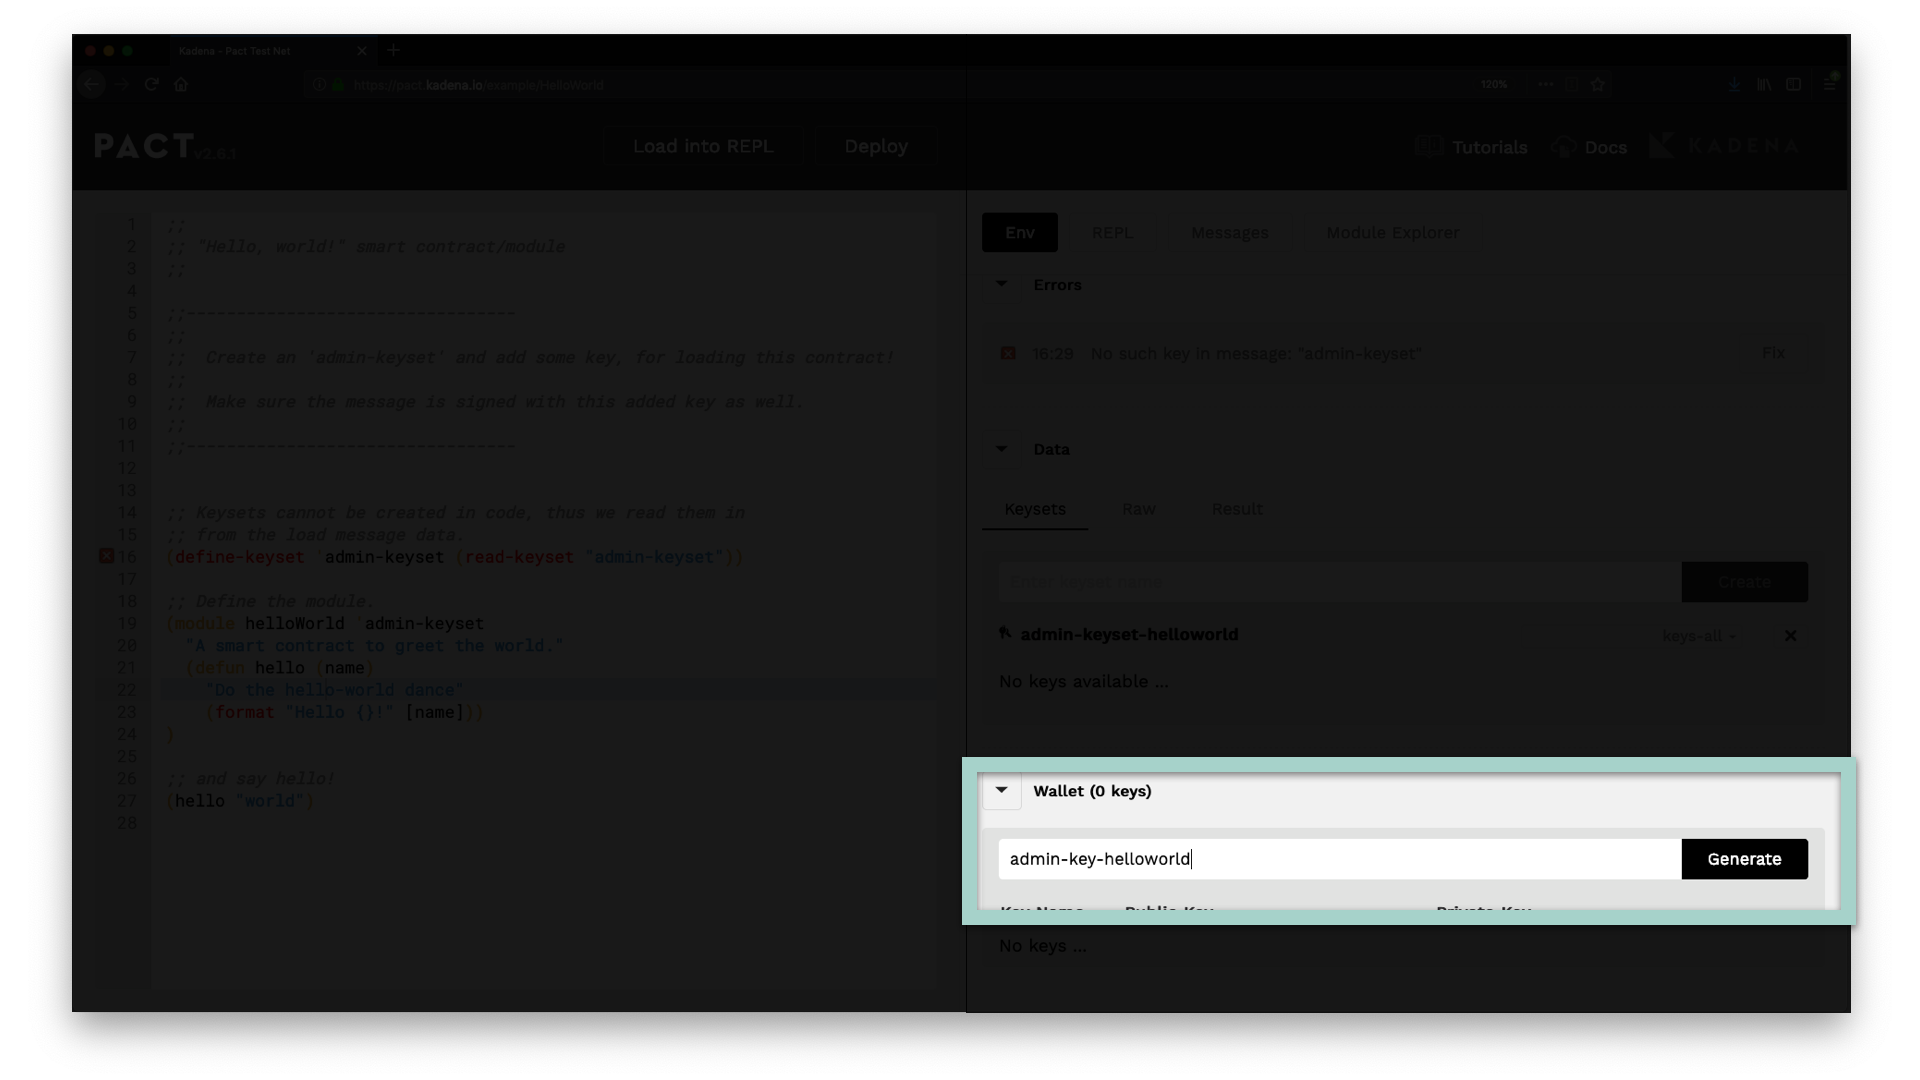 Kadena - Pact Test Net
https://pact.kadena.io/example/HelloWorld
120%
PACT v2.6.1
Load into REPL
Deploy
Tutorials
Docs
KADENA
1 ;;
2 ;; "Hello, world!" smart contract/module
3 ;;
4
5 ;;---------------------------------
6 ;;
7 ;;  Create an 'admin-keyset' and add some key, for loading this contract!
8 ;;
9 ;;  Make sure the message is signed with this added key as well.
10 ;;
11 ;;---------------------------------
12
13
14 ;; Keysets cannot be created in code, thus we read them in
15 ;; from the load message data.
16 (define-keyset 'admin-keyset (read-keyset "admin-keyset"))
17
18 ;; Define the module.
19 (module helloWorld 'admin-keyset
20   "A smart contract to greet the world."
21   (defun hello (name)
22     "Do the hello-world dance"
23     (format "Hello {}!" [name]))
24 )
25
26 ;; and say hello!
27 (hello "world")
28
Env
REPL
Messages
Module Explorer
Errors
16:29 No such key in message: "admin-keyset"
Fix
Data
Keysets
Raw
Result
Enter keyset name
Create
admin-keyset-helloworld
keys-all
No keys available ...
Wallet (0 keys)
admin-key-helloworld
Generate
Key Name
Public Key
Private Key
No keys ...